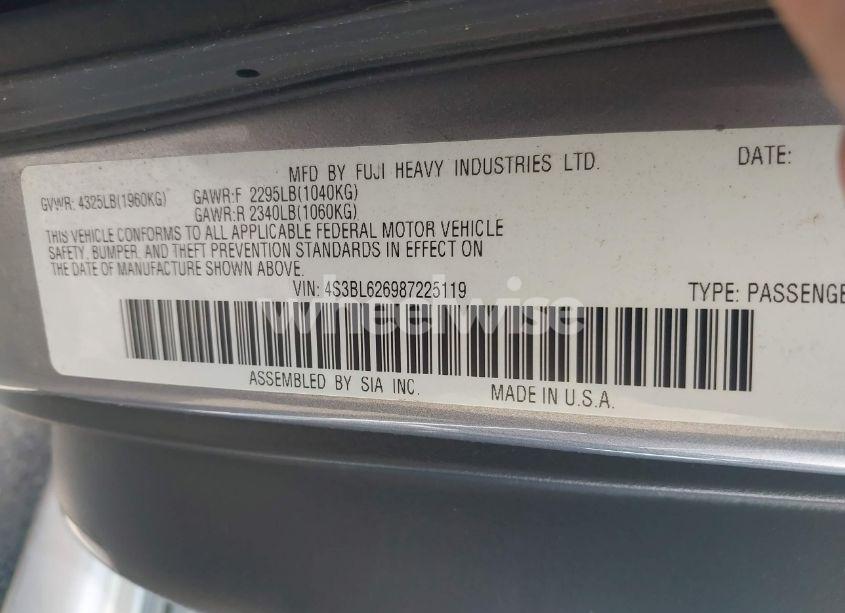 MFD BY FUJI HEAVY INDUSTRIES LTD. DATE:
GVWR: 4325LB(1960KG) GAWR:F 2295LB(1040KG)
GAWR:R 2340LB(1060KG)
THIS VEHICLE CONFORMS TO ALL APPLICABLE FEDERAL MOTOR VEHICLE
SAFETY, BUMPER, AND THEFT PREVENTION STANDARDS IN EFFECT ON
THE DATE OF MANUFACTURE SHOWN ABOVE.
VIN: 4S3BL626987225119 TYPE: PASSENGE
wheelwise
ASSEMBLED BY SIA INC. MADE IN U.S.A.